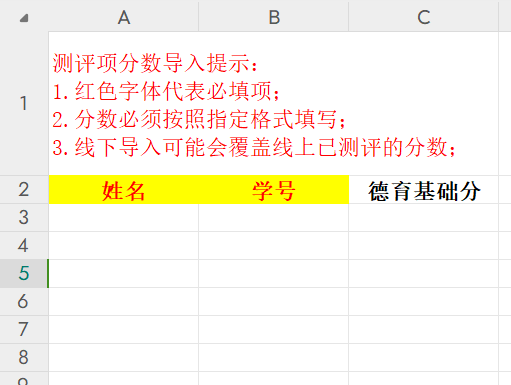 A B C
1
测评项分数导入提示：
1.红色字体代表必填项；
2.分数必须按照指定格式填写；
3.线下导入可能会覆盖线上已测评的分数；
2 姓名 学号 德育基础分
3
4
5
6
7
8
9